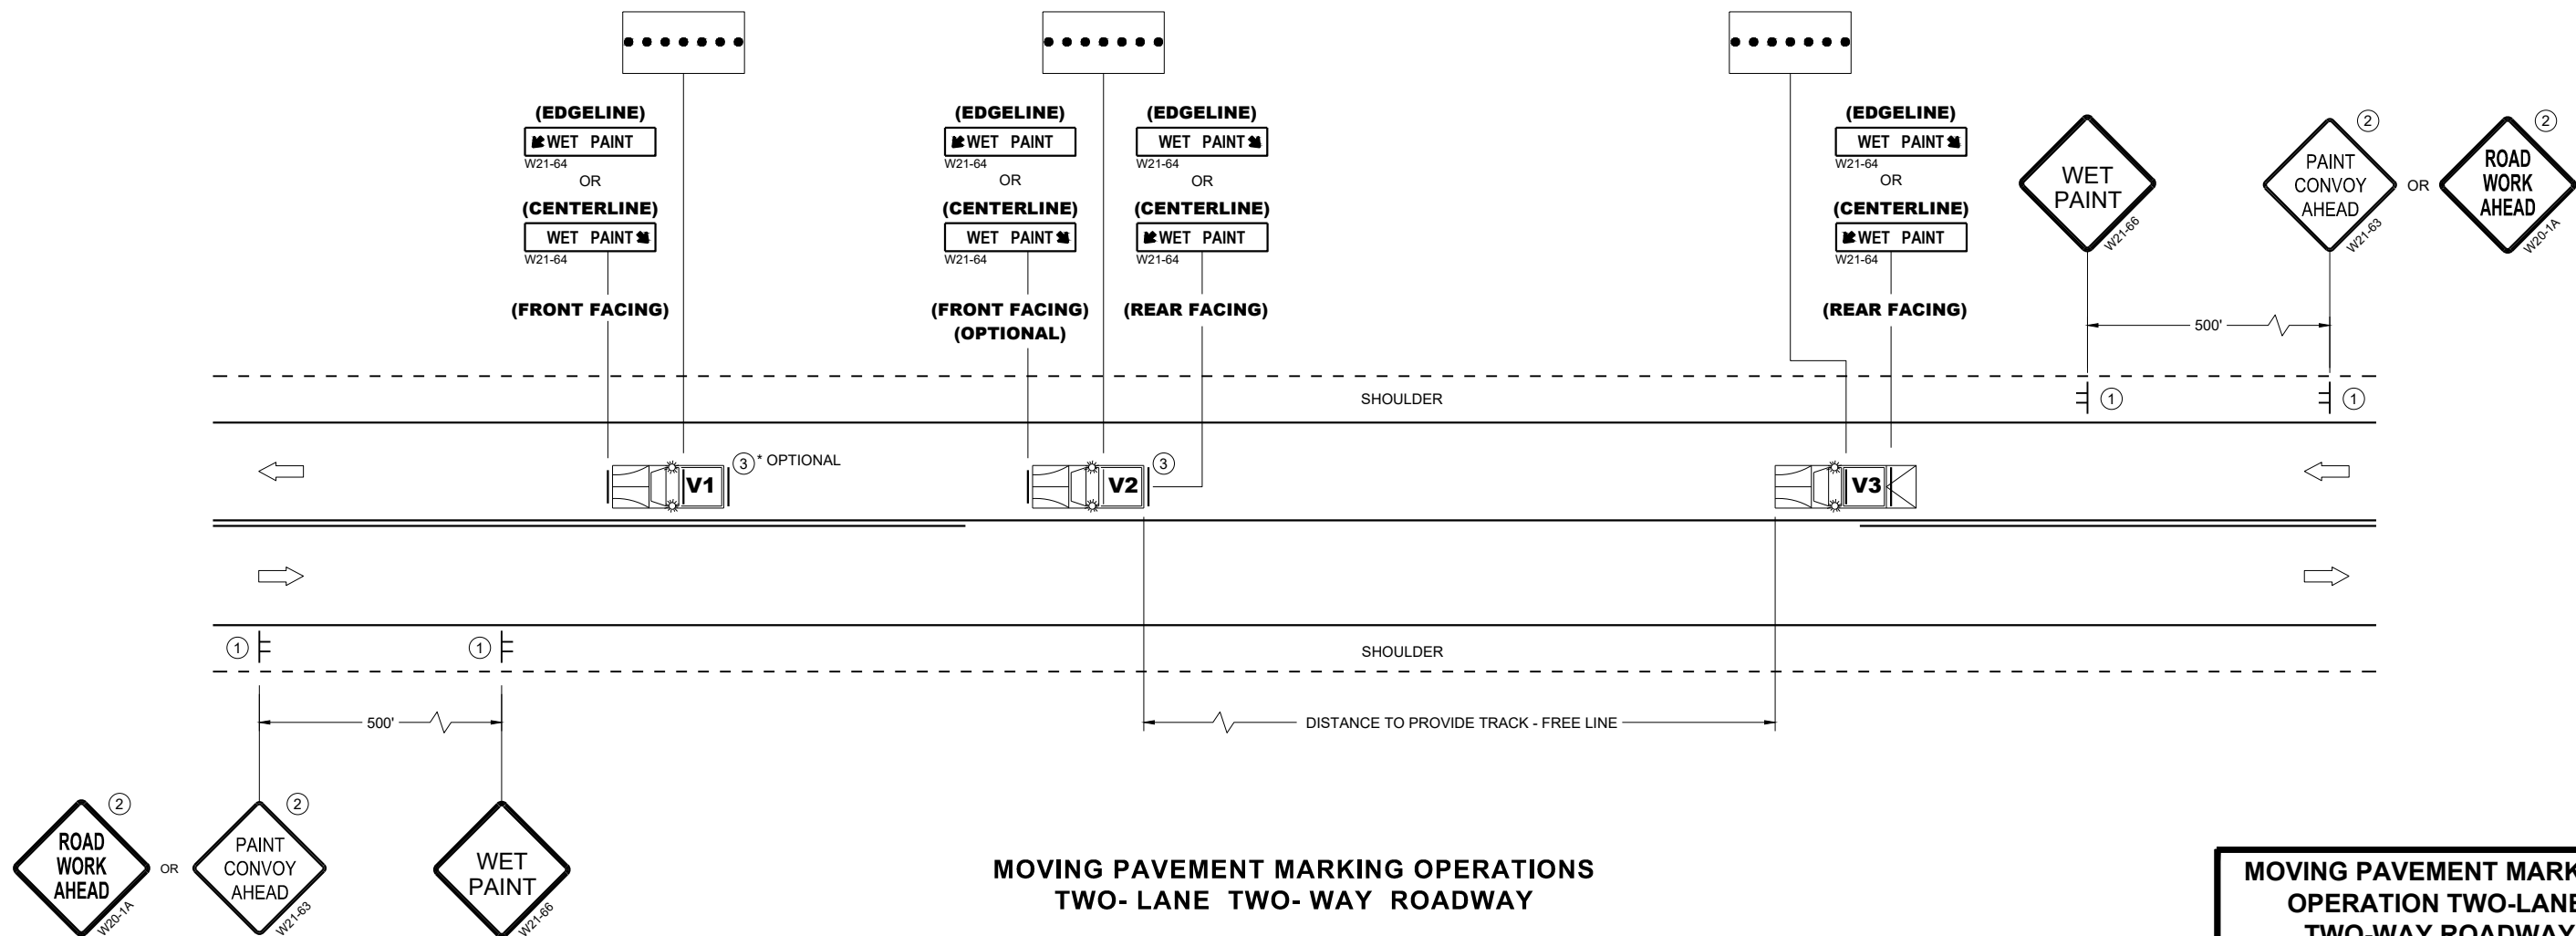 (EDGELINE)
WET PAINT
W21-64
OR
(CENTERLINE)
WET PAINT
W21-64
(FRONT FACING)
(EDGELINE)
WET PAINT
W21-64
OR
(CENTERLINE)
WET PAINT
W21-64
(FRONT FACING)
(OPTIONAL)
(EDGELINE)
WET PAINT
W21-64
OR
(CENTERLINE)
WET PAINT
W21-64
(REAR FACING)
(EDGELINE)
WET PAINT
W21-64
OR
(CENTERLINE)
WET PAINT
W21-64
(REAR FACING)
WET
PAINT
W21-66
2
PAINT
CONVOY
AHEAD
W21-63
OR
2
ROAD
WORK
AHEAD
W20-1A
500'
SHOULDER
1
1
V1
3 * OPTIONAL
V2
3
V3
1
1
SHOULDER
500'
DISTANCE TO PROVIDE TRACK - FREE LINE
2
ROAD
WORK
AHEAD
W20-1A
OR
2
PAINT
CONVOY
AHEAD
W21-63
WET
PAINT
W21-66
MOVING PAVEMENT MARKING OPERATIONS
TWO- LANE TWO- WAY ROADWAY
MOVING PAVEMENT MARK
OPERATION TWO-LANE
TWO-WAY ROADWAY